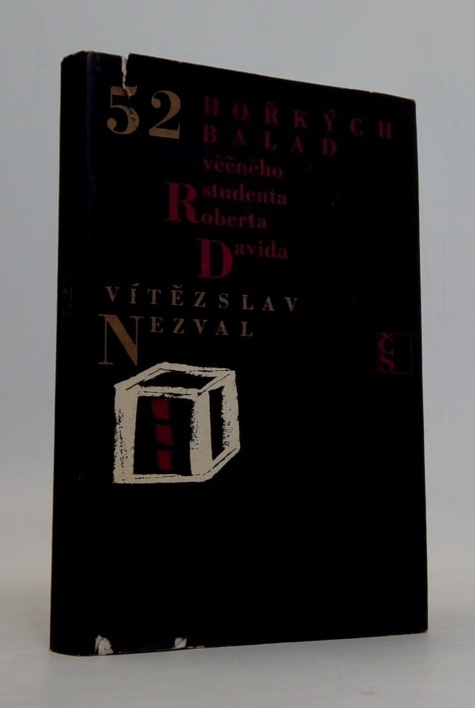 52 HOŘKÝCH
BALAD
věčného
studenta
Roberta
Davida
VÍTĚZSLAV
NEZVAL
ČS